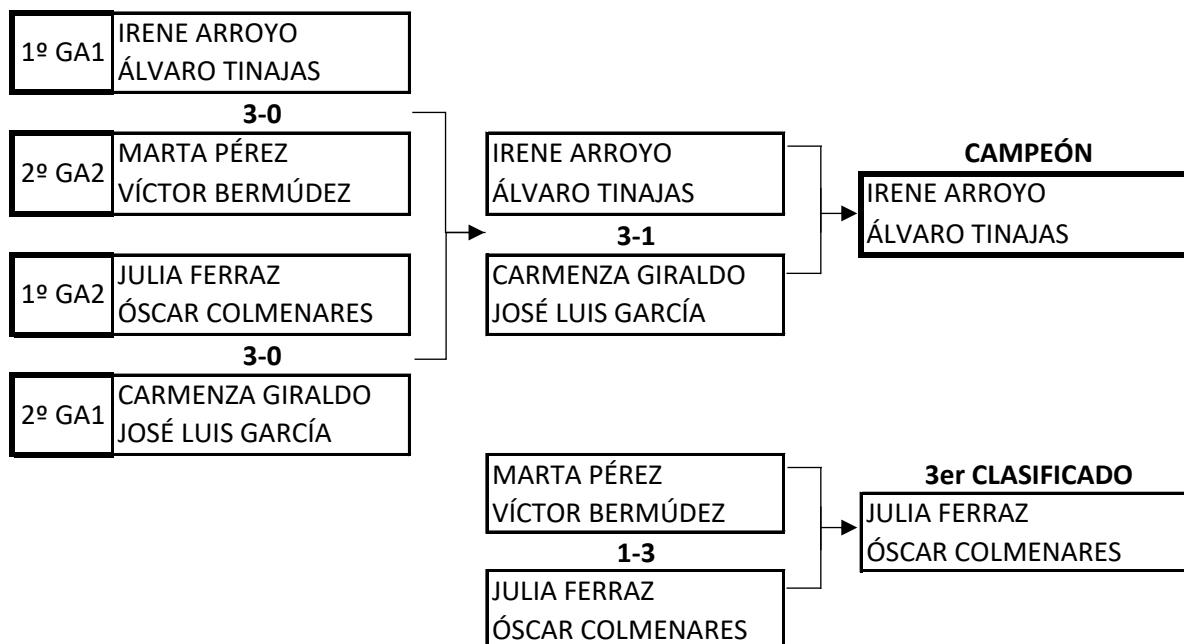 1º GA1
IRENE ARROYO
ÁLVARO TINAJAS
3-0
2º GA2
MARTA PÉREZ
VÍCTOR BERMÚDEZ
1º GA2
JULIA FERRAZ
ÓSCAR COLMENARES
3-0
2º GA1
CARMENZA GIRALDO
JOSÉ LUIS GARCÍA
IRENE ARROYO
ÁLVARO TINAJAS
3-1
CARMENZA GIRALDO
JOSÉ LUIS GARCÍA
CAMPEÓN
IRENE ARROYO
ÁLVARO TINAJAS
MARTA PÉREZ
VÍCTOR BERMÚDEZ
1-3
JULIA FERRAZ
ÓSCAR COLMENARES
3er CLASIFICADO
JULIA FERRAZ
ÓSCAR COLMENARES